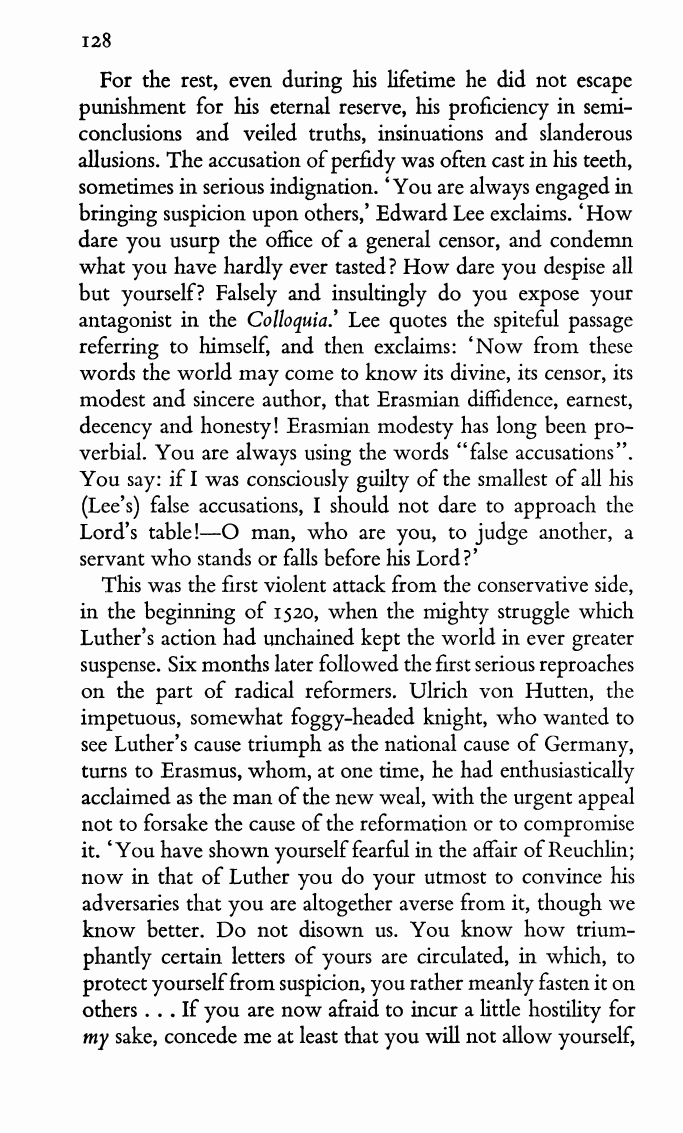 128
For the rest, even during his lifetime he did not escape
punishment for his eternal reserve, his proficiency in semi-
conclusions and veiled truths, insinuations and slanderous
allusions. The accusation of perfidy was often cast in his teeth,
sometimes in serious indignation. ‘You are always engaged in
bringing suspicion upon others,’ Edward Lee exclaims. ‘How
dare you usurp the office of a general censor, and condemn
what you have hardly ever tasted? How dare you despise all
but yourself? Falsely and insultingly do you expose your
antagonist in the Colloquia.’ Lee quotes the spiteful passage
referring to himself, and then exclaims: ‘Now from these
words the world may come to know its divine, its censor, its
modest and sincere author, that Erasmian diffidence, earnest,
decency and honesty! Erasmian modesty has long been pro-
verbial. You are always using the words “false accusations”.
You say: if I was consciously guilty of the smallest of all his
(Lee’s) false accusations, I should not dare to approach the
Lord’s table!—O man, who are you, to judge another, a
servant who stands or falls before his Lord?’
This was the first violent attack from the conservative side,
in the beginning of 1520, when the mighty struggle which
Luther’s action had unchained kept the world in ever greater
suspense. Six months later followed the first serious reproaches
on the part of radical reformers. Ulrich von Hutten, the
impetuous, somewhat foggy-headed knight, who wanted to
see Luther’s cause triumph as the national cause of Germany,
turns to Erasmus, whom, at one time, he had enthusiastically
acclaimed as the man of the new weal, with the urgent appeal
not to forsake the cause of the reformation or to compromise
it. ‘You have shown yourself fearful in the affair of Reuchlin;
now in that of Luther you do your utmost to convince his
adversaries that you are altogether averse from it, though we
know better. Do not disown us. You know how trium-
phantly certain letters of yours are circulated, in which, to
protect yourself from suspicion, you rather meanly fasten it on
others . . . If you are now afraid to incur a little hostility for
my sake, concede me at least that you will not allow yourself,